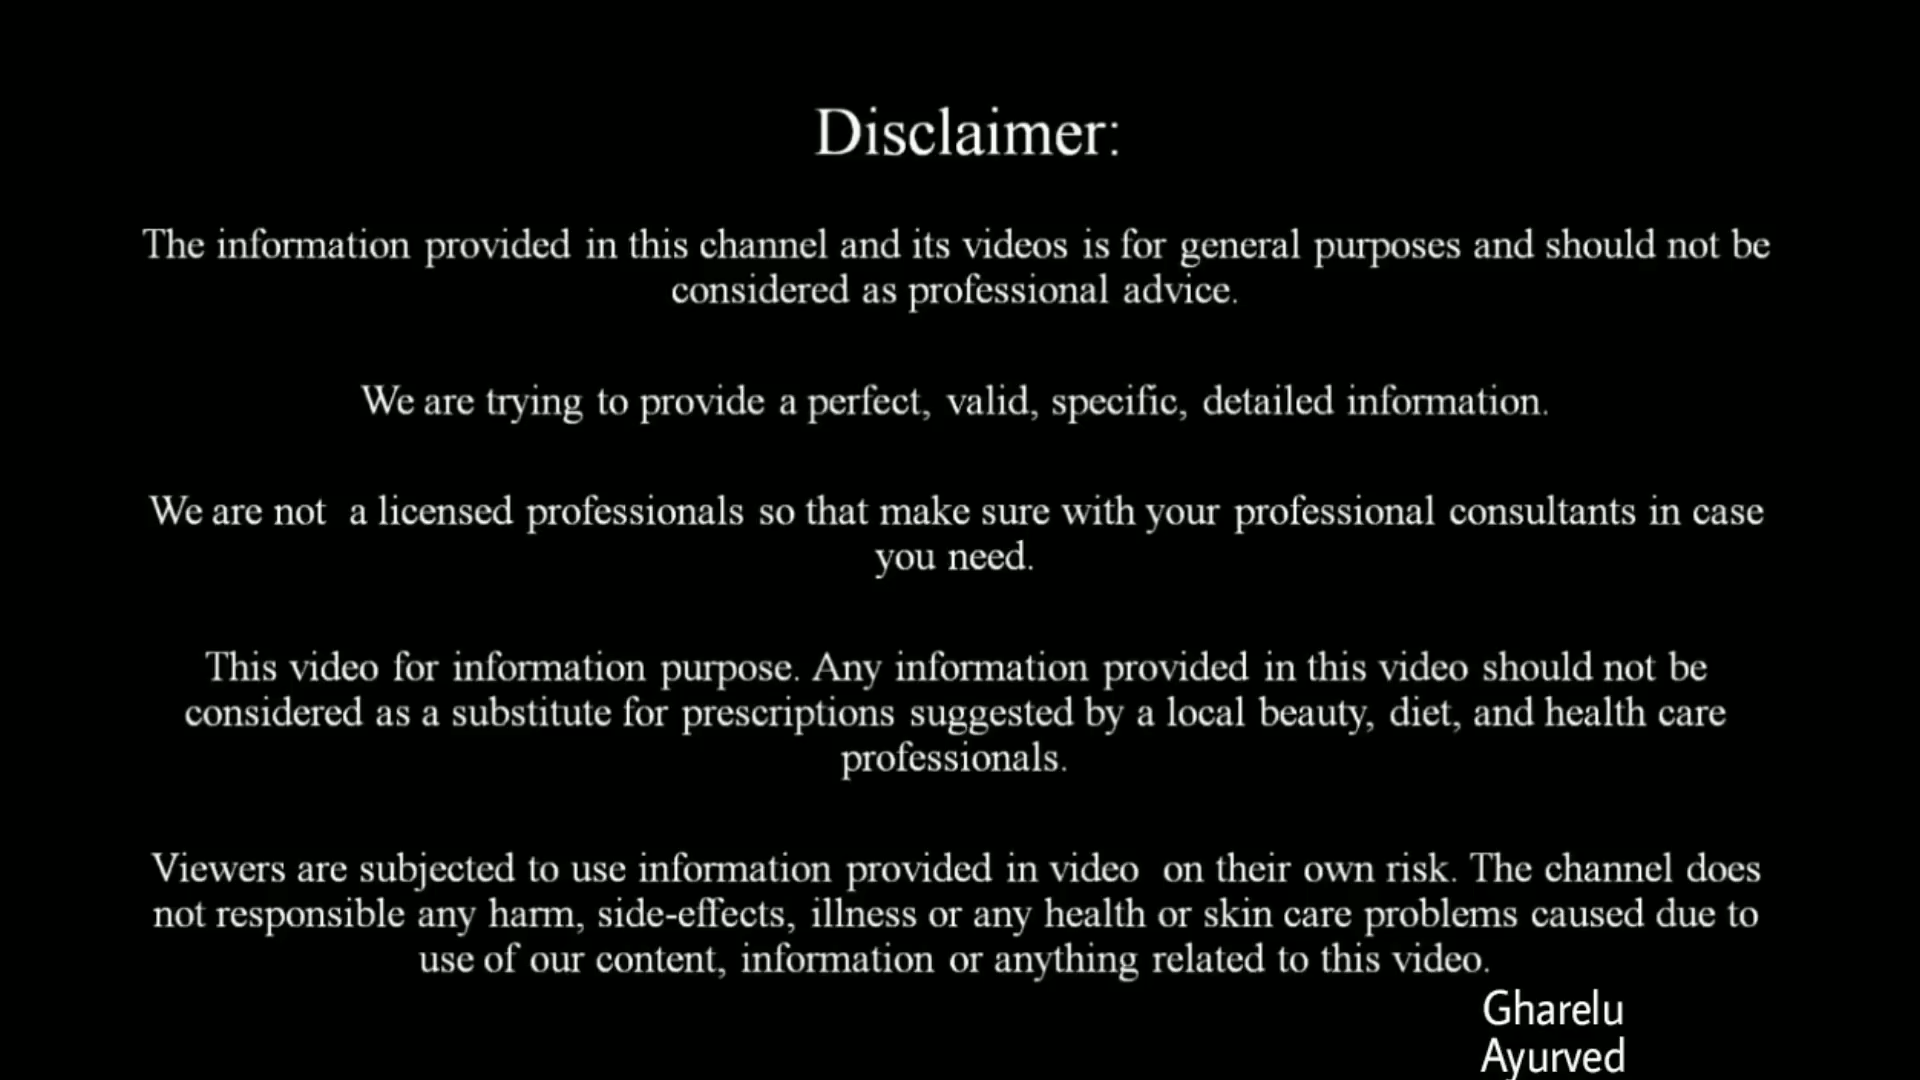 Disclaimer:
The information provided in this channel and its videos is for general purposes and should not be
considered as professional advice.
We are trying to provide a perfect, valid, specific, detailed information.
We are not  a licensed professionals so that make sure with your professional consultants in case
you need.
This video for information purpose. Any information provided in this video should not be
considered as a substitute for prescriptions suggested by a local beauty, diet, and health care
professionals.
Viewers are subjected to use information provided in video  on their own risk. The channel does
not responsible any harm, side-effects, illness or any health or skin care problems caused due to
use of our content, information or anything related to this video.
Gharelu
Ayurved